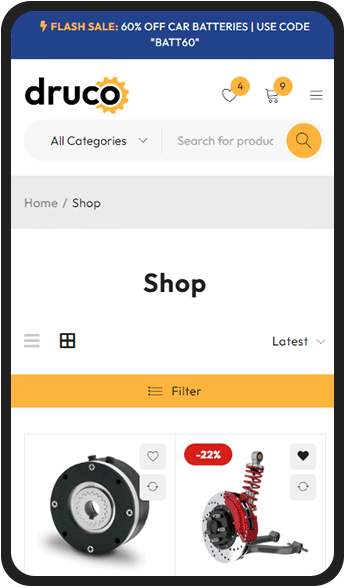 FLASH SALE: 60% OFF CAR BATTERIES | USE CODE
"BATT60"
druco
4
9
All Categories
Search for produc
Home / Shop
Shop
Latest
Filter
-22%